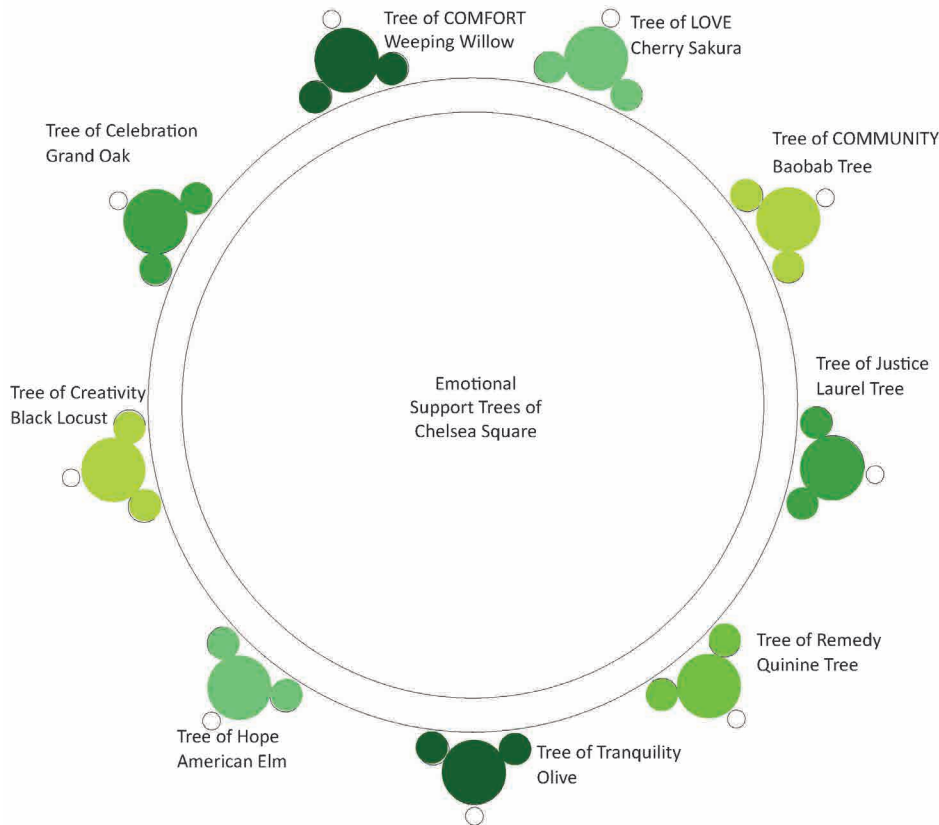 Tree of COMFORT
Weeping Willow
Tree of LOVE
Cherry Sakura
Tree of Celebration
Grand Oak
Tree of COMMUNITY
Baobab Tree
Tree of Justice
Laurel Tree
Tree of Creativity
Black Locust
Emotional
Support Trees of
Chelsea Square
Tree of Remedy
Quinine Tree
Tree of Hope
American Elm
Tree of Tranquility
Olive